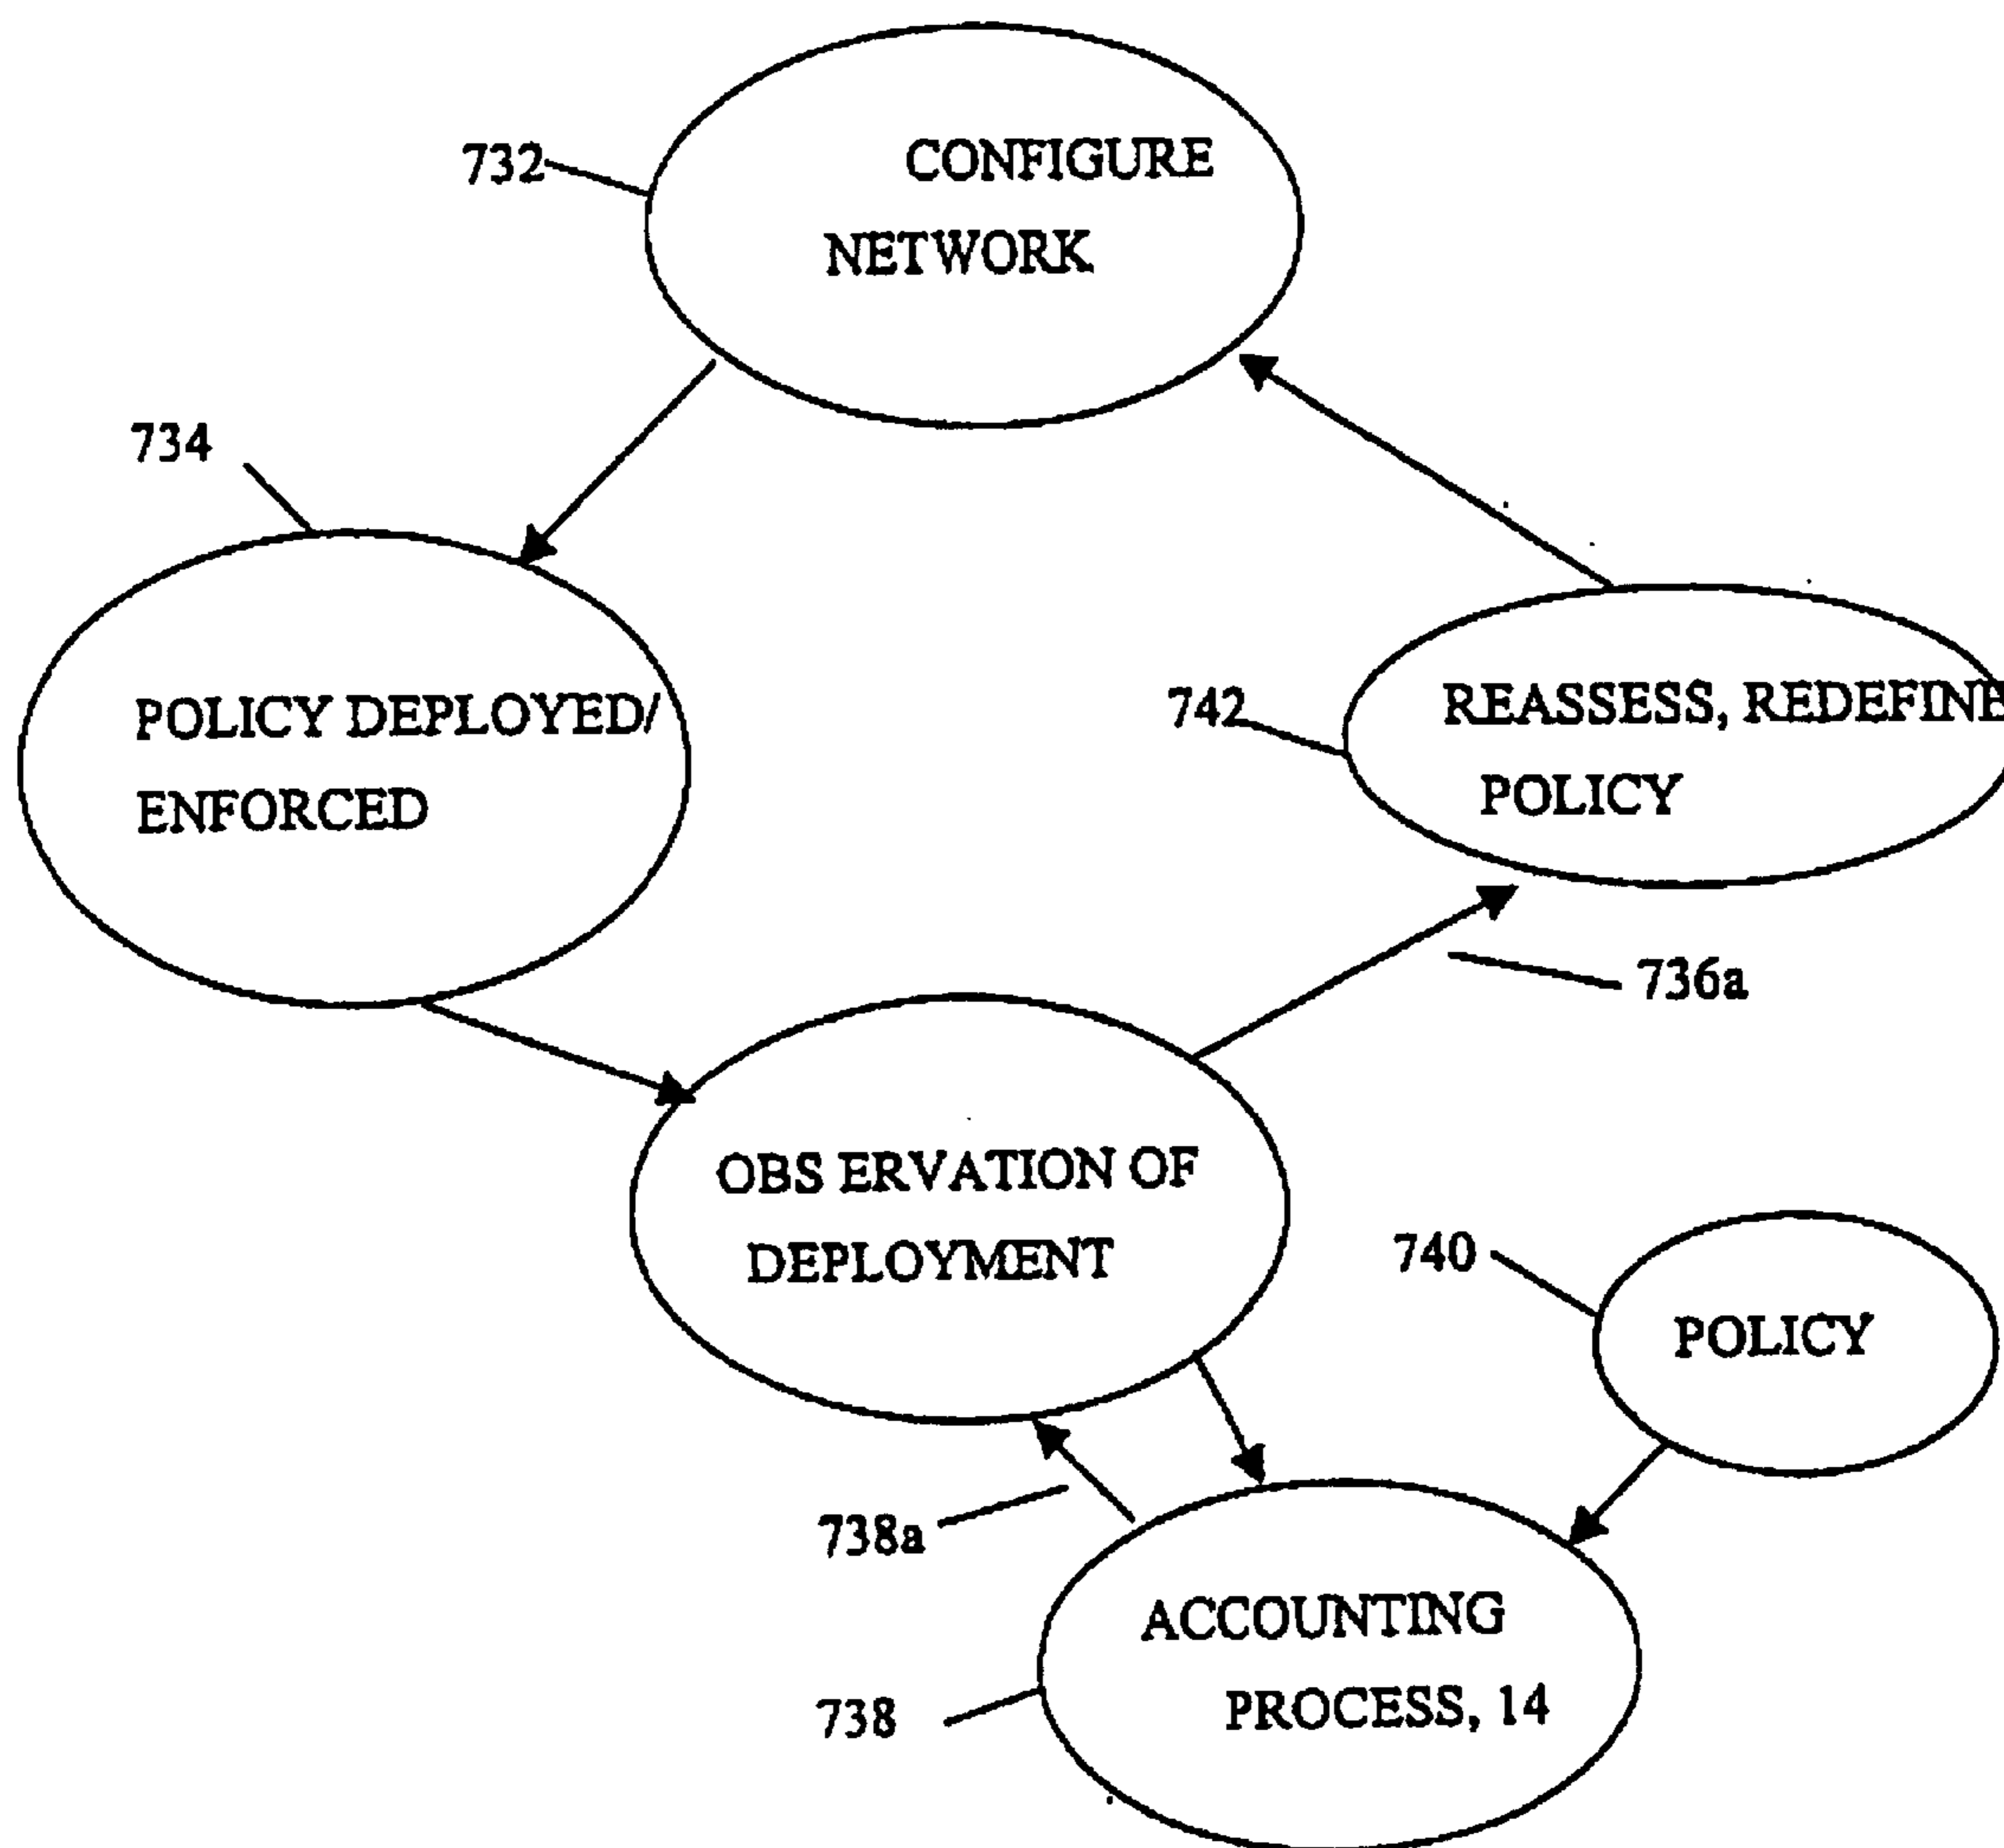 732
CONFIGURE
NETWORK
734
POLICY DEPLOYED/
ENFORCED
742
REASSESS, REDEFINE
POLICY
736a
OBS ERVATION OF
DEPLOYMENT
740
POLICY
738a
ACCOUNTING
PROCESS, 14
738